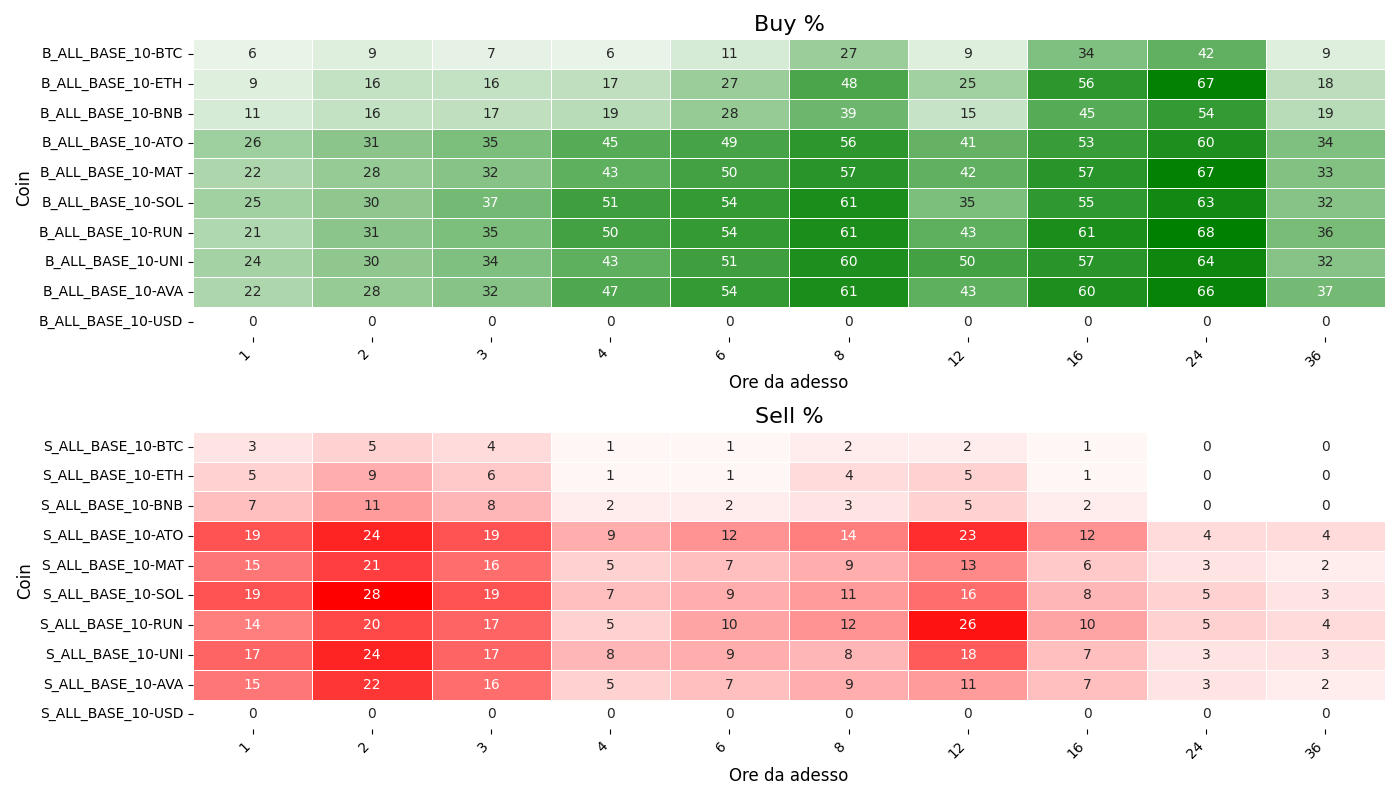 Buy %
Coin
B_ALL_BASE_10-BTC 6 9 7 6 11 27 9 34 42 9
B_ALL_BASE_10-ETH 9 16 16 17 27 48 25 56 67 18
B_ALL_BASE_10-BNB 11 16 17 19 28 39 15 45 54 19
B_ALL_BASE_10-ATO 26 31 35 45 49 56 41 53 60 34
B_ALL_BASE_10-MAT 22 28 32 43 50 57 42 57 67 33
B_ALL_BASE_10-SOL 25 30 37 51 54 61 35 55 63 32
B_ALL_BASE_10-RUN 21 31 35 50 54 61 43 61 68 36
B_ALL_BASE_10-UNI 24 30 34 43 51 60 50 57 64 32
B_ALL_BASE_10-AVA 22 28 32 47 54 61 43 60 66 37
B_ALL_BASE_10-USD 0 0 0 0 0 0 0 0 0 0
1 2 3 4 6 8 12 16 24 36
Ore da adesso
Sell %
Coin
S_ALL_BASE_10-BTC 3 5 4 1 1 2 2 1 0 0
S_ALL_BASE_10-ETH 5 9 6 1 1 4 5 1 0 0
S_ALL_BASE_10-BNB 7 11 8 2 2 3 5 2 0 0
S_ALL_BASE_10-ATO 19 24 19 9 12 14 23 12 4 4
S_ALL_BASE_10-MAT 15 21 16 5 7 9 13 6 3 2
S_ALL_BASE_10-SOL 19 28 19 7 9 11 16 8 5 3
S_ALL_BASE_10-RUN 14 20 17 5 10 12 26 10 5 4
S_ALL_BASE_10-UNI 17 24 17 8 9 8 18 7 3 3
S_ALL_BASE_10-AVA 15 22 16 5 7 9 11 7 3 2
S_ALL_BASE_10-USD 0 0 0 0 0 0 0 0 0 0
1 2 3 4 6 8 12 16 24 36
Ore da adesso